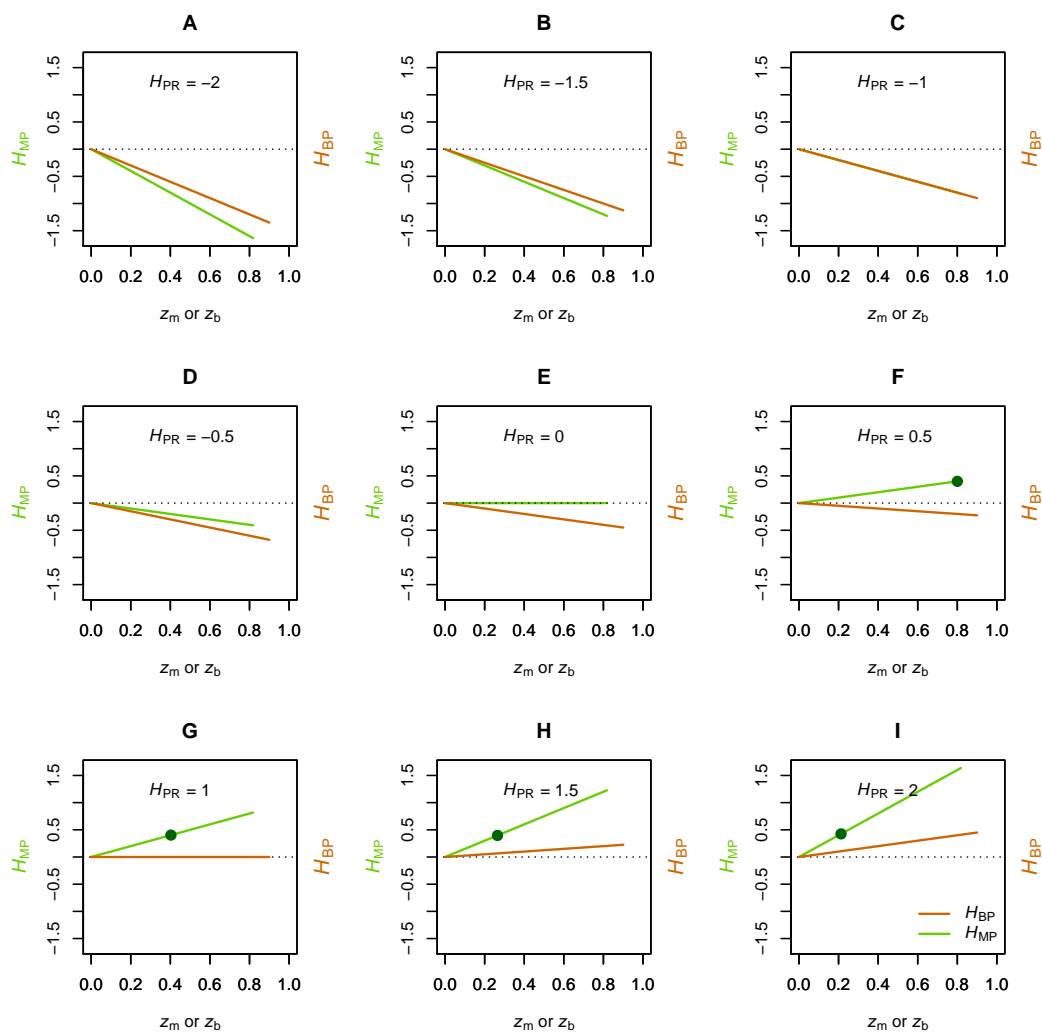 A
B
C
H_PR = −2
H_PR = −1.5
H_PR = −1
H_MP
1.5
0.5
−0.5
−1.5
H_BP
H_MP
1.5
0.5
−0.5
−1.5
H_BP
H_MP
1.5
0.5
−0.5
−1.5
H_BP
0.0 0.2 0.4 0.6 0.8 1.0
0.0 0.2 0.4 0.6 0.8 1.0
0.0 0.2 0.4 0.6 0.8 1.0
z_m or z_b
z_m or z_b
z_m or z_b
D
E
F
H_PR = −0.5
H_PR = 0
H_PR = 0.5
H_MP
1.5
0.5
−0.5
−1.5
H_BP
H_MP
1.5
0.5
−0.5
−1.5
H_BP
H_MP
1.5
0.5
−0.5
−1.5
H_BP
0.0 0.2 0.4 0.6 0.8 1.0
0.0 0.2 0.4 0.6 0.8 1.0
0.0 0.2 0.4 0.6 0.8 1.0
z_m or z_b
z_m or z_b
z_m or z_b
G
H
I
H_PR = 1
H_PR = 1.5
H_PR = 2
H_MP
1.5
0.5
−0.5
−1.5
H_BP
H_MP
1.5
0.5
−0.5
−1.5
H_BP
H_MP
1.5
0.5
−0.5
−1.5
H_BP
H_BP
H_MP
0.0 0.2 0.4 0.6 0.8 1.0
0.0 0.2 0.4 0.6 0.8 1.0
0.0 0.2 0.4 0.6 0.8 1.0
z_m or z_b
z_m or z_b
z_m or z_b